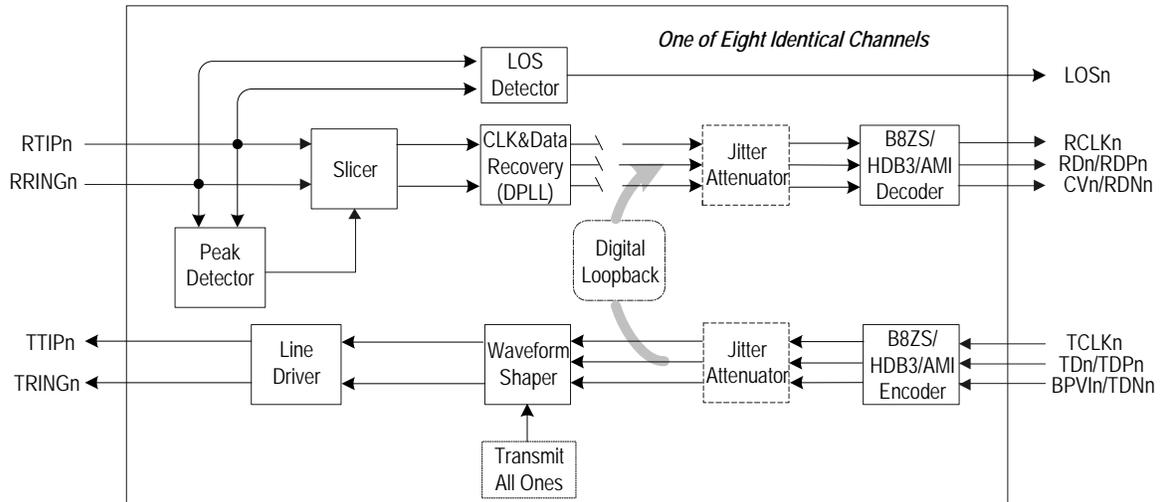 One of Eight Identical Channels
LOS
Detector
LOSn
RTIPn
RRINGn
Slicer
CLK&Data
Recovery
(DPLL)
Jitter
Attenuator
B8ZS/
HDB3/AMI
Decoder
RCLKn
RDn/RDPn
CVn/RDNn
Peak
Detector
Digital
Loopback
TTIPn
TRINGn
Line
Driver
Waveform
Shaper
Jitter
Attenuator
B8ZS/
HDB3/AMI
Encoder
TCLKn
TDn/TDPn
BPVIn/TDNn
Transmit
All Ones